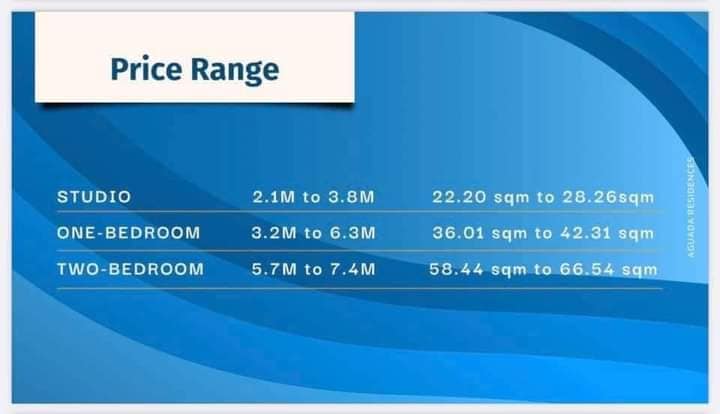 Price Range
STUDIO 2.1M to 3.8M 22.20 sqm to 28.26sqm
ONE-BEDROOM 3.2M to 6.3M 36.01 sqm to 42.31 sqm
TWO-BEDROOM 5.7M to 7.4M 58.44 sqm to 66.54 sqm
AGUADA RESIDENCES